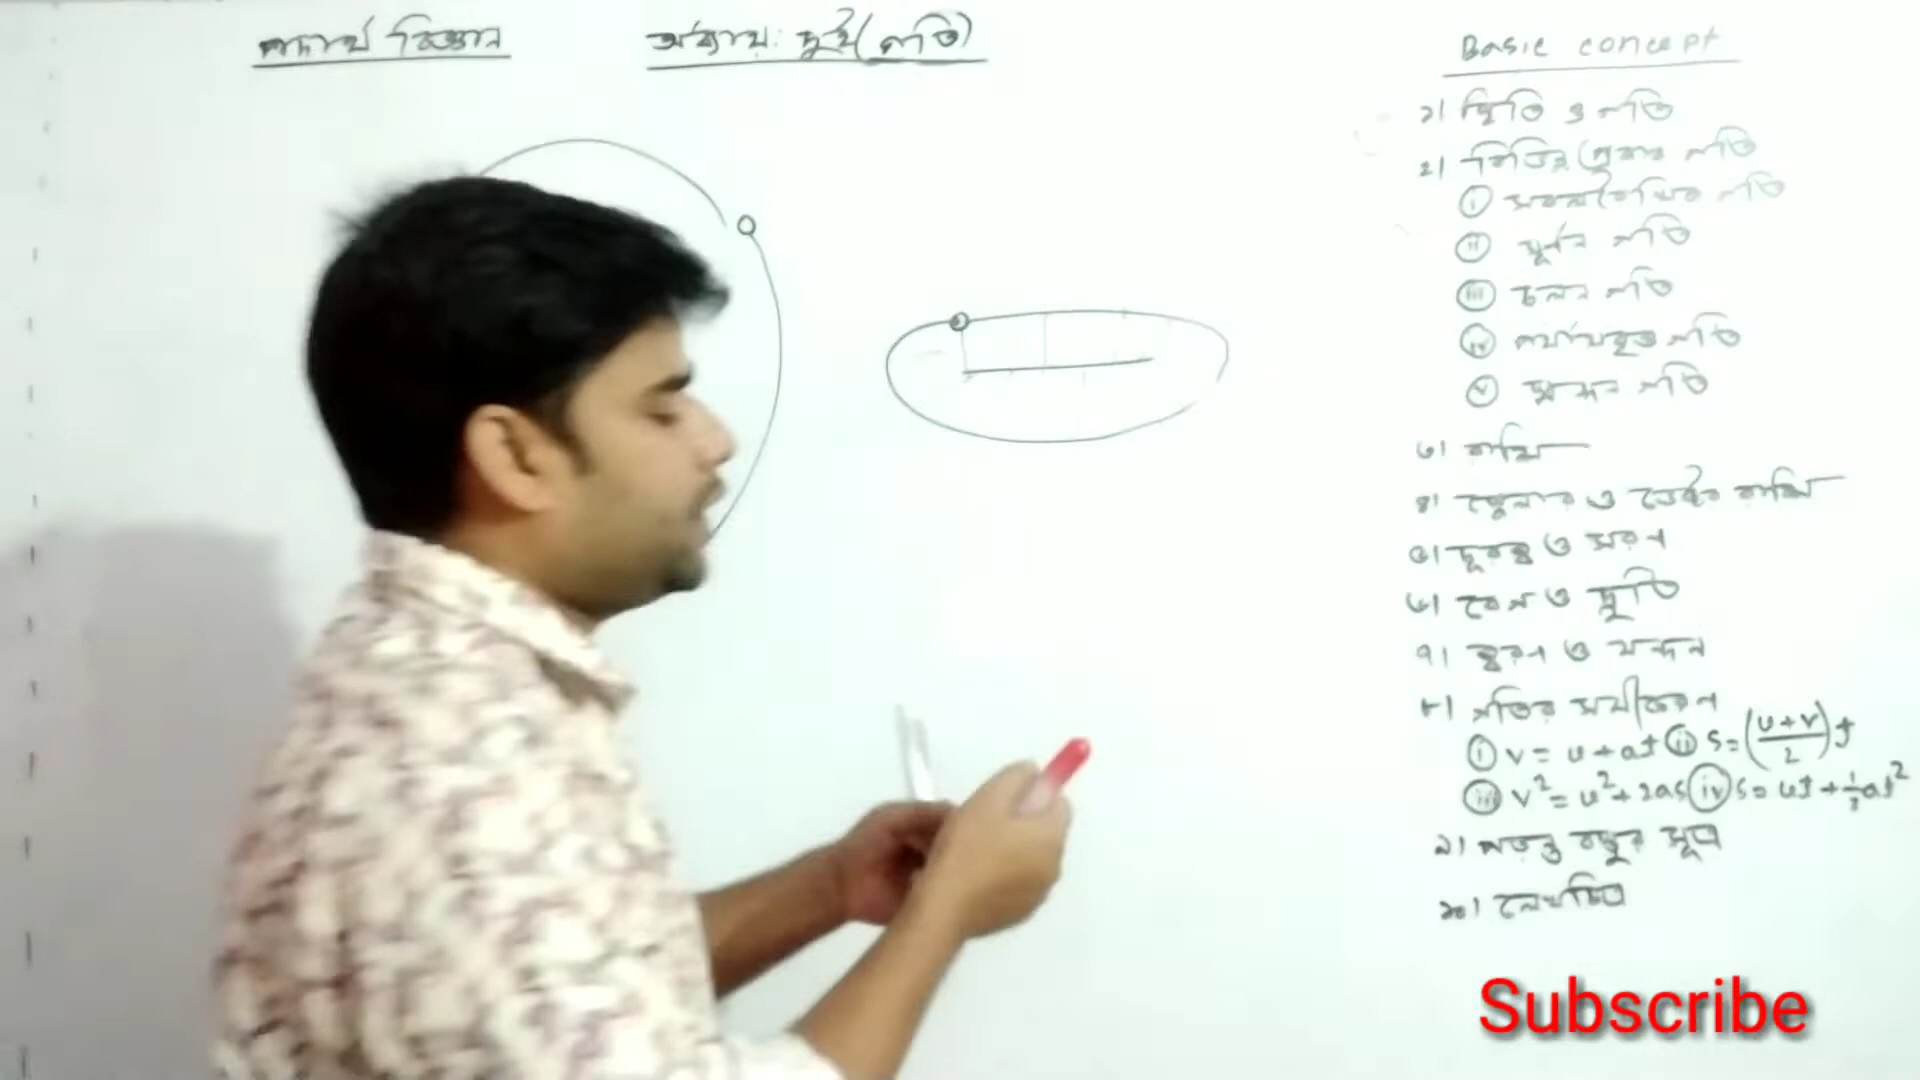 পদার্থ বিজ্ঞান
অধ্যায়: দুই (গতি)
Basic concept
১। স্থিতি ও গতি
২। বিভিন্ন প্রকার গতি
i সরলরৈখিক গতি
ii ঘূর্ণন গতি
iii চলন গতি
iv পর্যায়বৃত্ত গতি
v স্পন্দন গতি
৩। রাশি
৪। স্কেলার ও ভেক্টর রাশি
৫। দূরত্ব ও সরণ
৬। বেগ ও দ্রুতি
৭। ত্বরণ ও মন্দন
৮। গতির সমীকরণ
i v = u + at ii s = (u+v/2)t
iii v² = u² + 2as iv s = ut + ½at²
৯। পড়ন্ত বস্তুর সূত্র
১০। লেখচিত্র
Subscribe